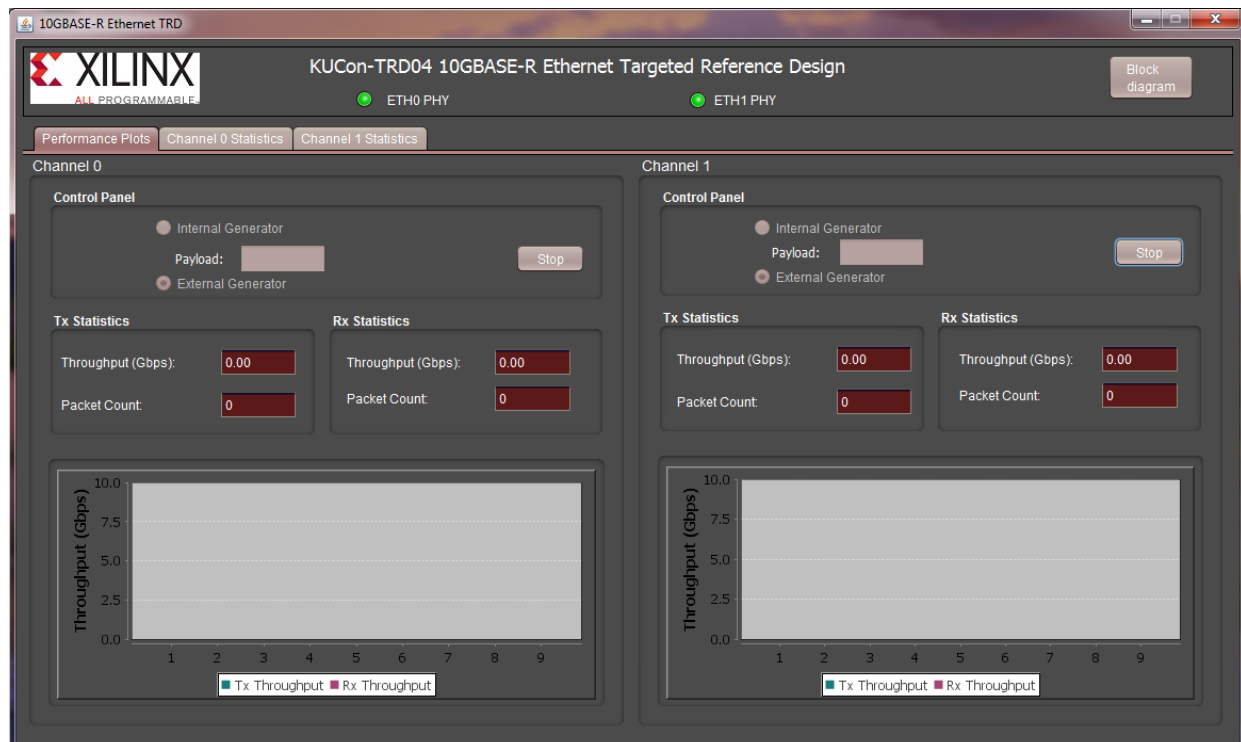 10GBASE-R Ethernet TRD
XILINX
ALL PROGRAMMABLE
KUCon-TRD04 10GBASE-R Ethernet Targeted Reference Design
ETH0 PHY
ETH1 PHY
Block
diagram
Performance Plots
Channel 0 Statistics
Channel 1 Statistics
Channel 0
Control Panel
Internal Generator
Payload:
Stop
External Generator
Tx Statistics
Throughput (Gbps):
0.00
Packet Count:
0
Rx Statistics
Throughput (Gbps):
0.00
Packet Count:
0
Throughput (Gbps)
10.0
7.5
5.0
2.5
0.0
1 2 3 4 5 6 7 8 9
Tx Throughput Rx Throughput
Channel 1
Control Panel
Internal Generator
Payload:
Stop
External Generator
Tx Statistics
Throughput (Gbps):
0.00
Packet Count:
0
Rx Statistics
Throughput (Gbps):
0.00
Packet Count:
0
Throughput (Gbps)
10.0
7.5
5.0
2.5
0.0
1 2 3 4 5 6 7 8 9
Tx Throughput Rx Throughput